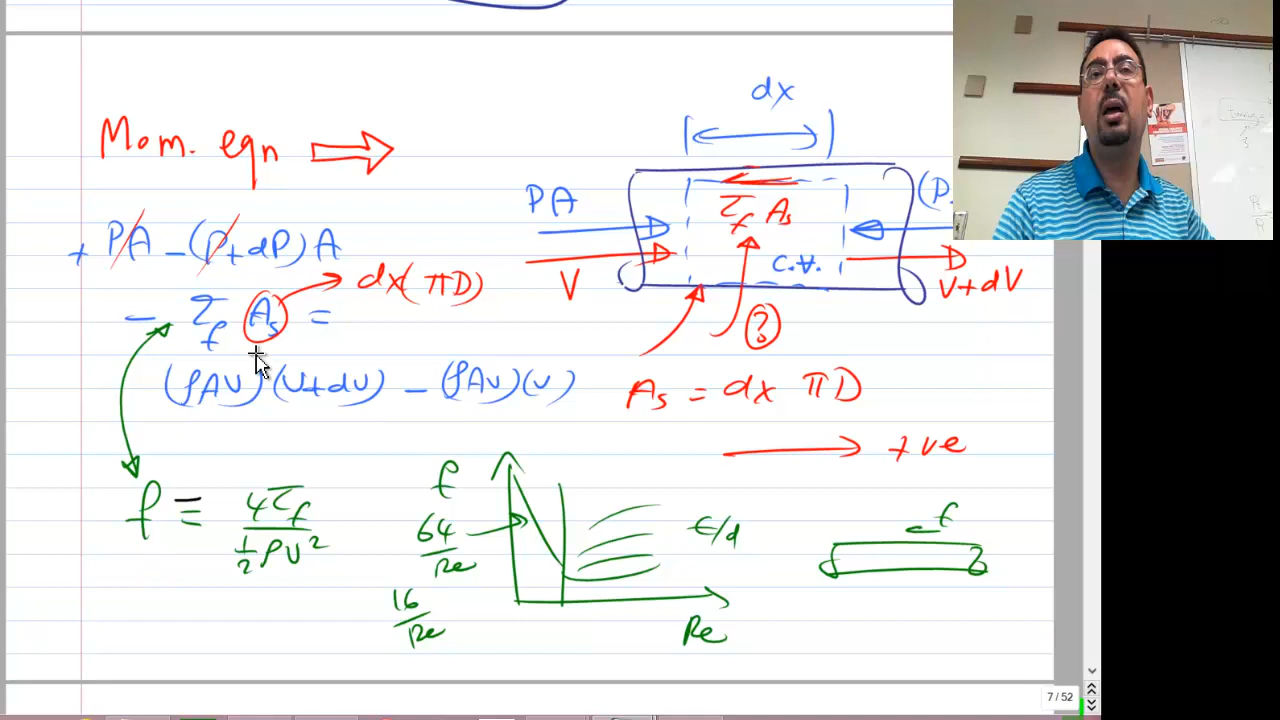 Mom. eqn
+ PA – (P+dP) A
– τf As =
dx(πD)
(ρAV)(V+dV) – (ρAV)(V)
f ≡ 4τf / ½ρV²
dx
PA
τf As
C.V.
V
V+dV
?
As = dx πD
+ve
f
64/Re
16/Re
ε/d
Re
f
7 / 52